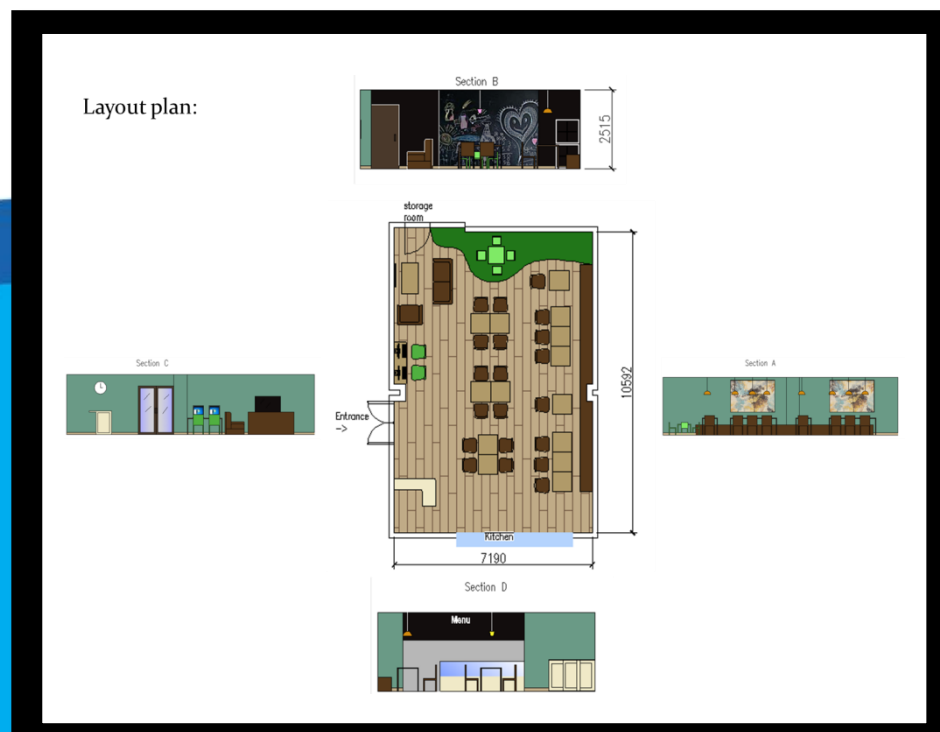 Section B
Layout plan:
2515
storage
room
Section C
Section A
10592
Entrance
->
Kitchen
7190
Section D
Menu